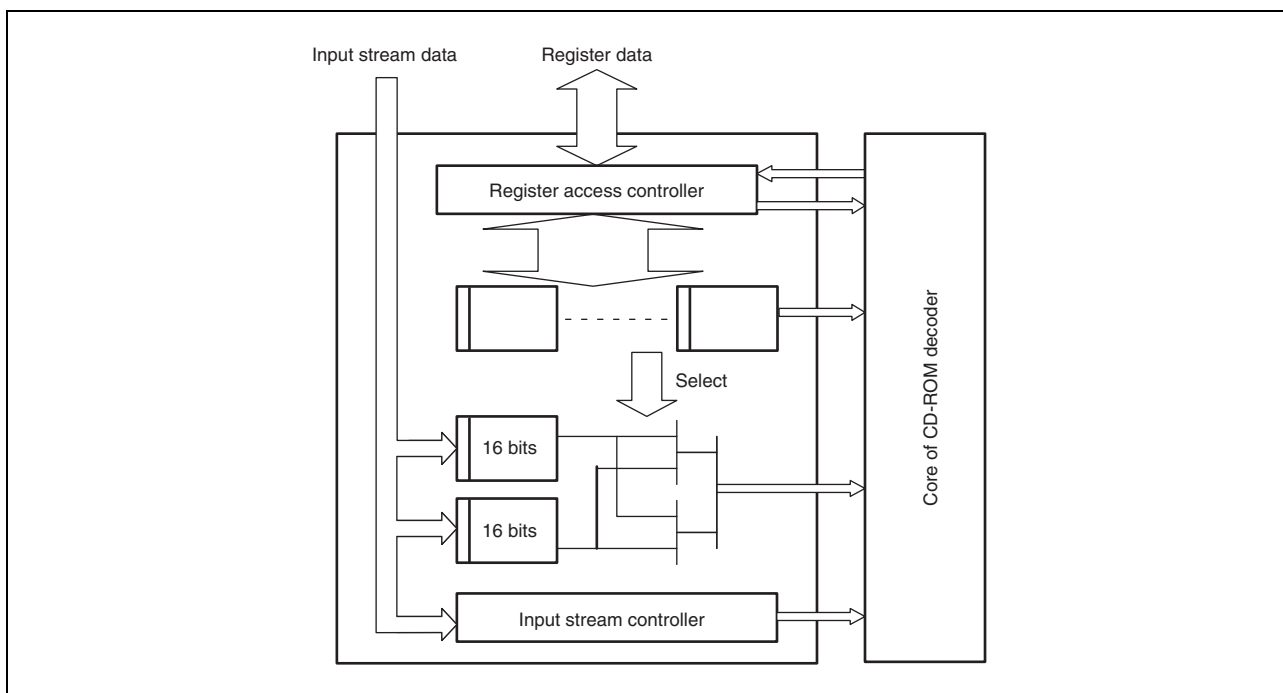 Input stream data
Register data
Register access controller
Select
16 bits
16 bits
Input stream controller
Core of CD-ROM decoder